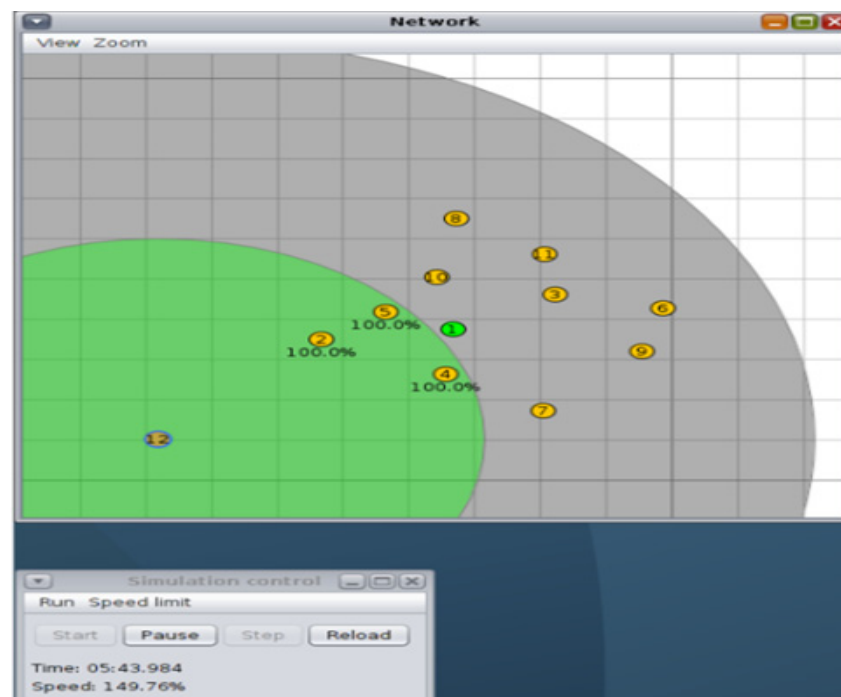 Network
View Zoom
8
11
10
3
6
5
100.0%
1
2
100.0%
9
4
100.0%
7
12
Simulation control
Run Speed limit
Start Pause Step Reload
Time: 05:43.984
Speed: 149.76%